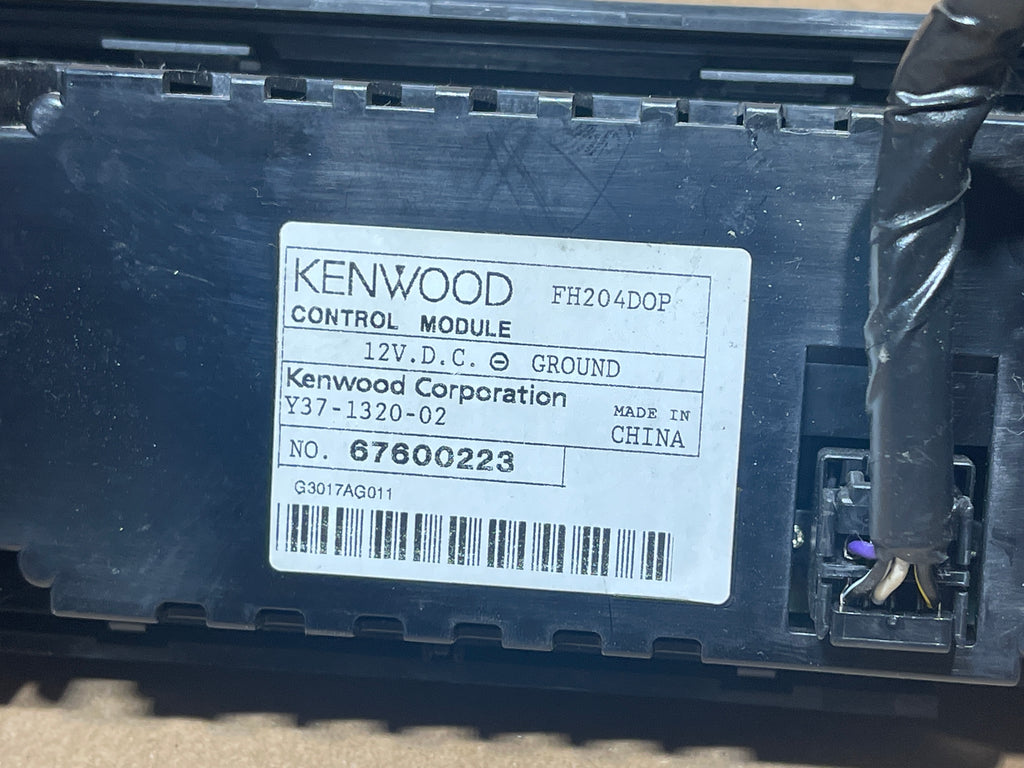 KENWOOD FH204DOP
CONTROL MODULE
12V.D.C. ⊖ GROUND
Kenwood Corporation
Y37-1320-02
MADE IN
CHINA
NO. 67600223
G3017AG011